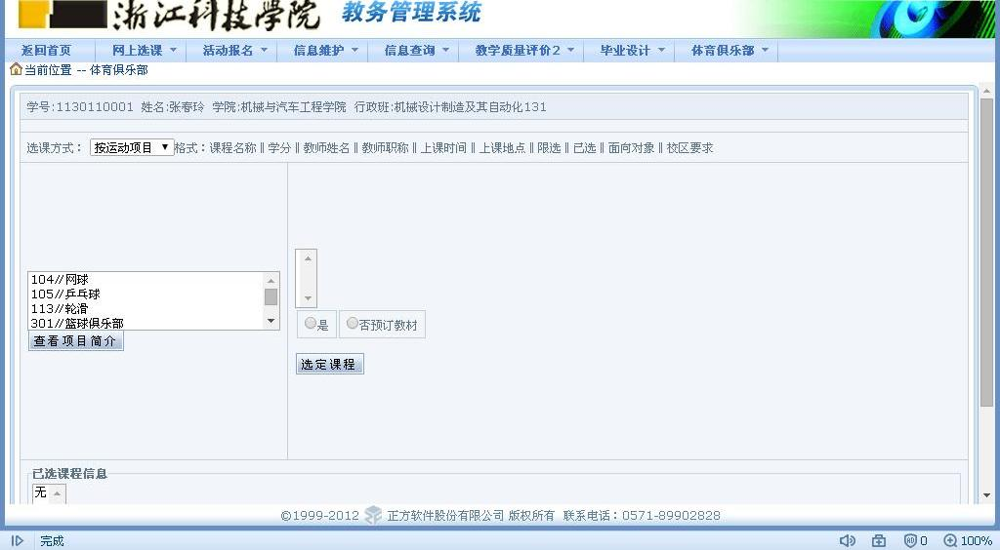 浙江科技学院 教务管理系统
返回首页 网上选课 活动报名 信息维护 信息查询 教学质量评价2 毕业设计 体育俱乐部
当前位置 -- 体育俱乐部
学号:1130110001 姓名:张春玲 学院:机械与汽车工程学院 行政班:机械设计制造及其自动化131
选课方式： 按运动项目 格式：课程名称‖学分‖教师姓名‖教师职称‖上课时间‖上课地点‖限选‖已选‖面向对象‖校区要求
104//网球
105//乒乓球
113//轮滑
301//篮球俱乐部
查看项目简介
是 否预订教材
选定课程
已选课程信息
无
©1999-2012 正方软件股份有限公司 版权所有 联系电话：0571-89902828
完成 0 100%